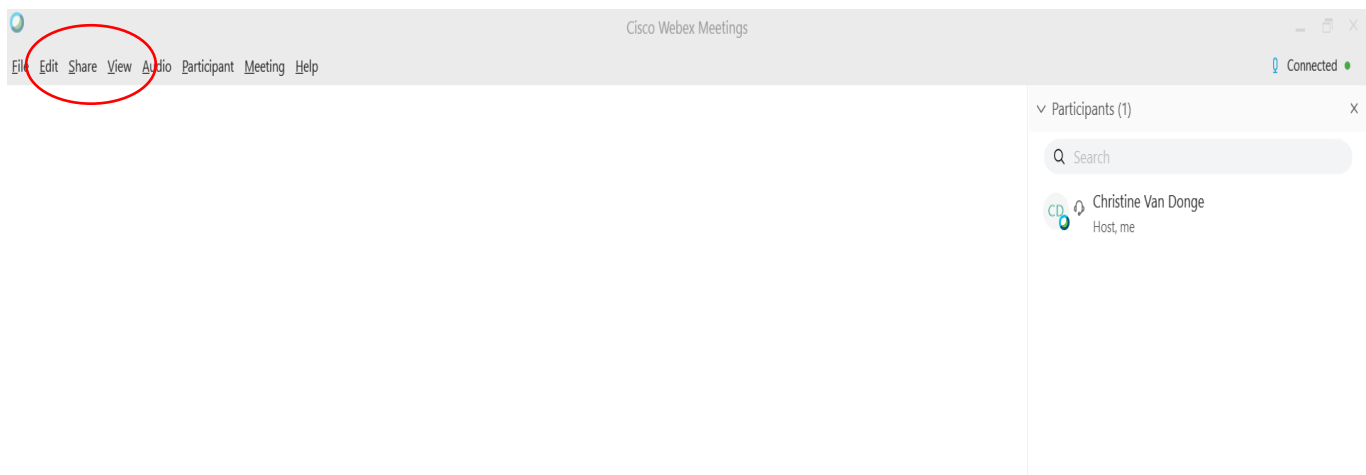 Cisco Webex Meetings
File Edit Share View Audio Participant Meeting Help
Connected
Participants (1)
X
Search
CD
Christine Van Donge
Host, me